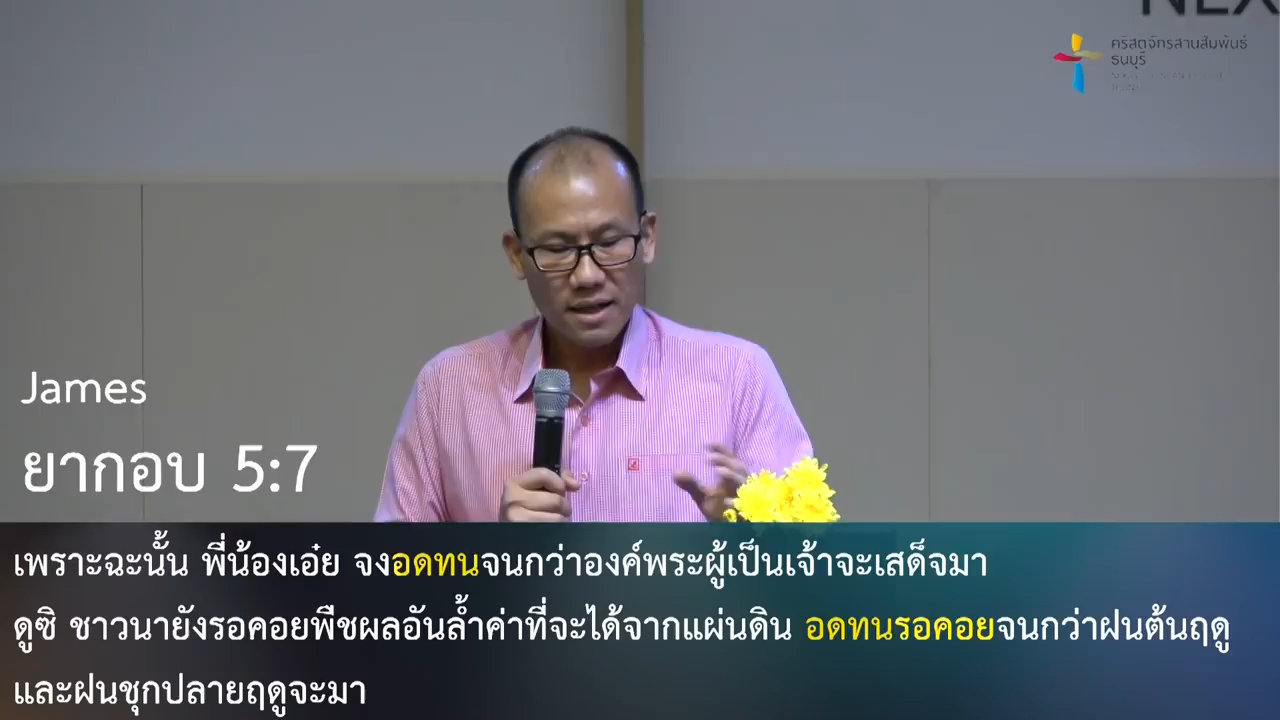 NEX
คริสตจักรสานสัมพันธ์
ธนบุรี
James
ยากอบ 5:7
เพราะฉะนั้น พี่น้องเอ๋ย จงอดทนจนกว่าองค์พระผู้เป็นเจ้าจะเสด็จมา
ดูซิ ชาวนายังรอคอยพืชผลอันล้ำค่าที่จะได้จากแผ่นดิน อดทนรอคอยจนกว่าฝนต้นฤดู
และฝนชุกปลายฤดูจะมา